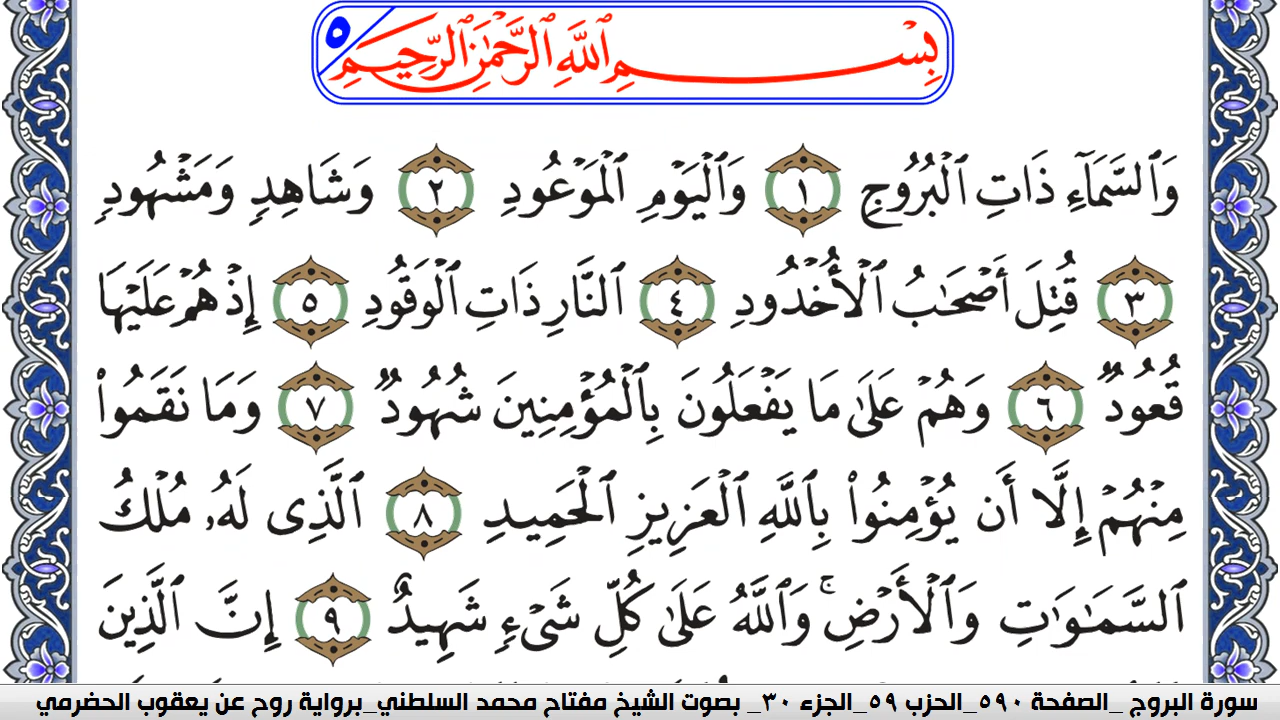 بِسۡمِ ٱللَّهِ ٱلرَّحۡمَٰنِ ٱلرَّحِيمِ ٥
وَٱلسَّمَآءِ ذَاتِ ٱلۡبُرُوجِ ١ وَٱلۡيَوۡمِ ٱلۡمَوۡعُودِ ٢ وَشَاهِدٖ وَمَشۡهُودٖ
٣ قُتِلَ أَصۡحَٰبُ ٱلۡأُخۡدُودِ ٤ ٱلنَّارِ ذَاتِ ٱلۡوَقُودِ ٥ إِذۡ هُمۡ عَلَيۡهَا
قُعُودٞ ٦ وَهُمۡ عَلَىٰ مَا يَفۡعَلُونَ بِٱلۡمُؤۡمِنِينَ شُهُودٞ ٧ وَمَا نَقَمُواْ
مِنۡهُمۡ إِلَّآ أَن يُؤۡمِنُواْ بِٱللَّهِ ٱلۡعَزِيزِ ٱلۡحَمِيدِ ٨ ٱلَّذِي لَهُۥ مُلۡكُ
ٱلسَّمَٰوَٰتِ وَٱلۡأَرۡضِۚ وَٱللَّهُ عَلَىٰ كُلِّ شَيۡءٖ شَهِيدٌ ٩ إِنَّ ٱلَّذِينَ
سورة البروج _الصفحة ٥٩٠_الحزب ٥٩_الجزء ٣٠_ بصوت الشيخ مفتاح محمد السلطني_برواية روح عن يعقوب الحضرمي